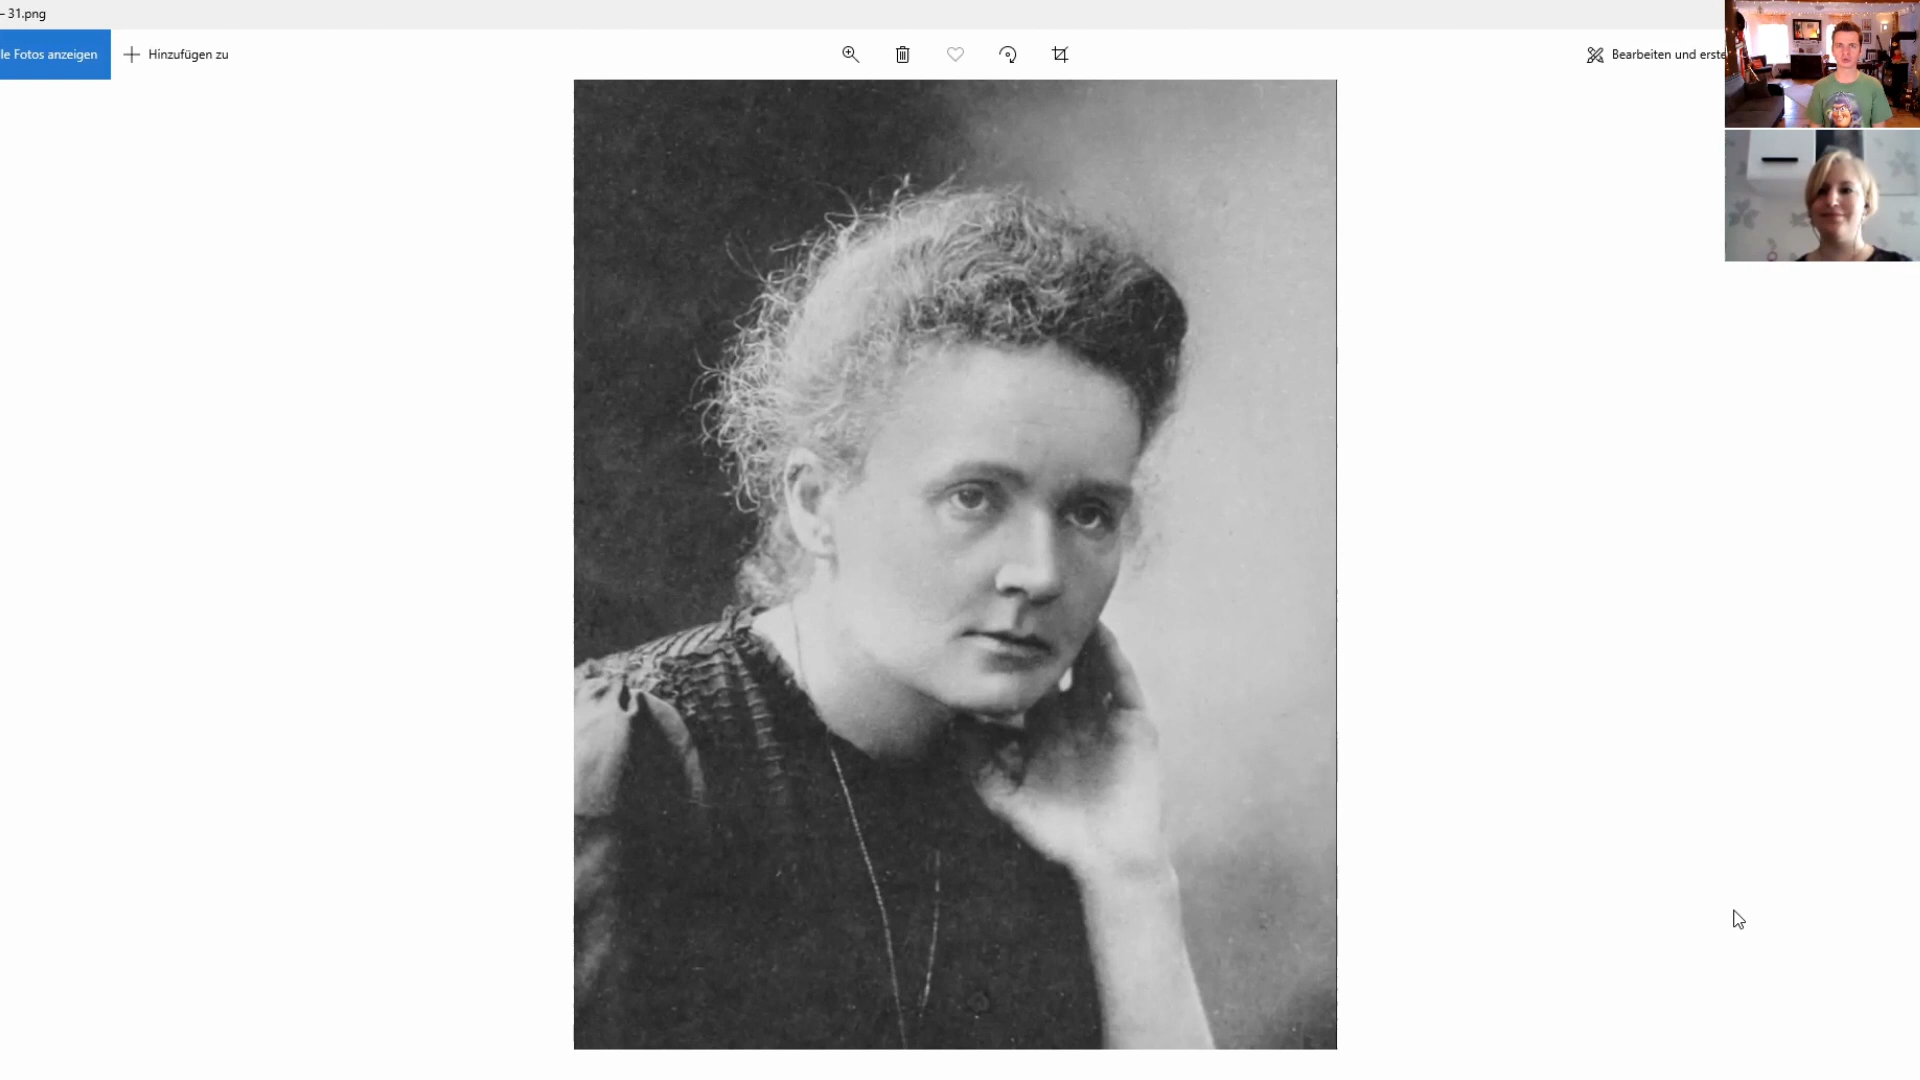 – 31.png
le Fotos anzeigen
Hinzufügen zu
Bearbeiten und erste